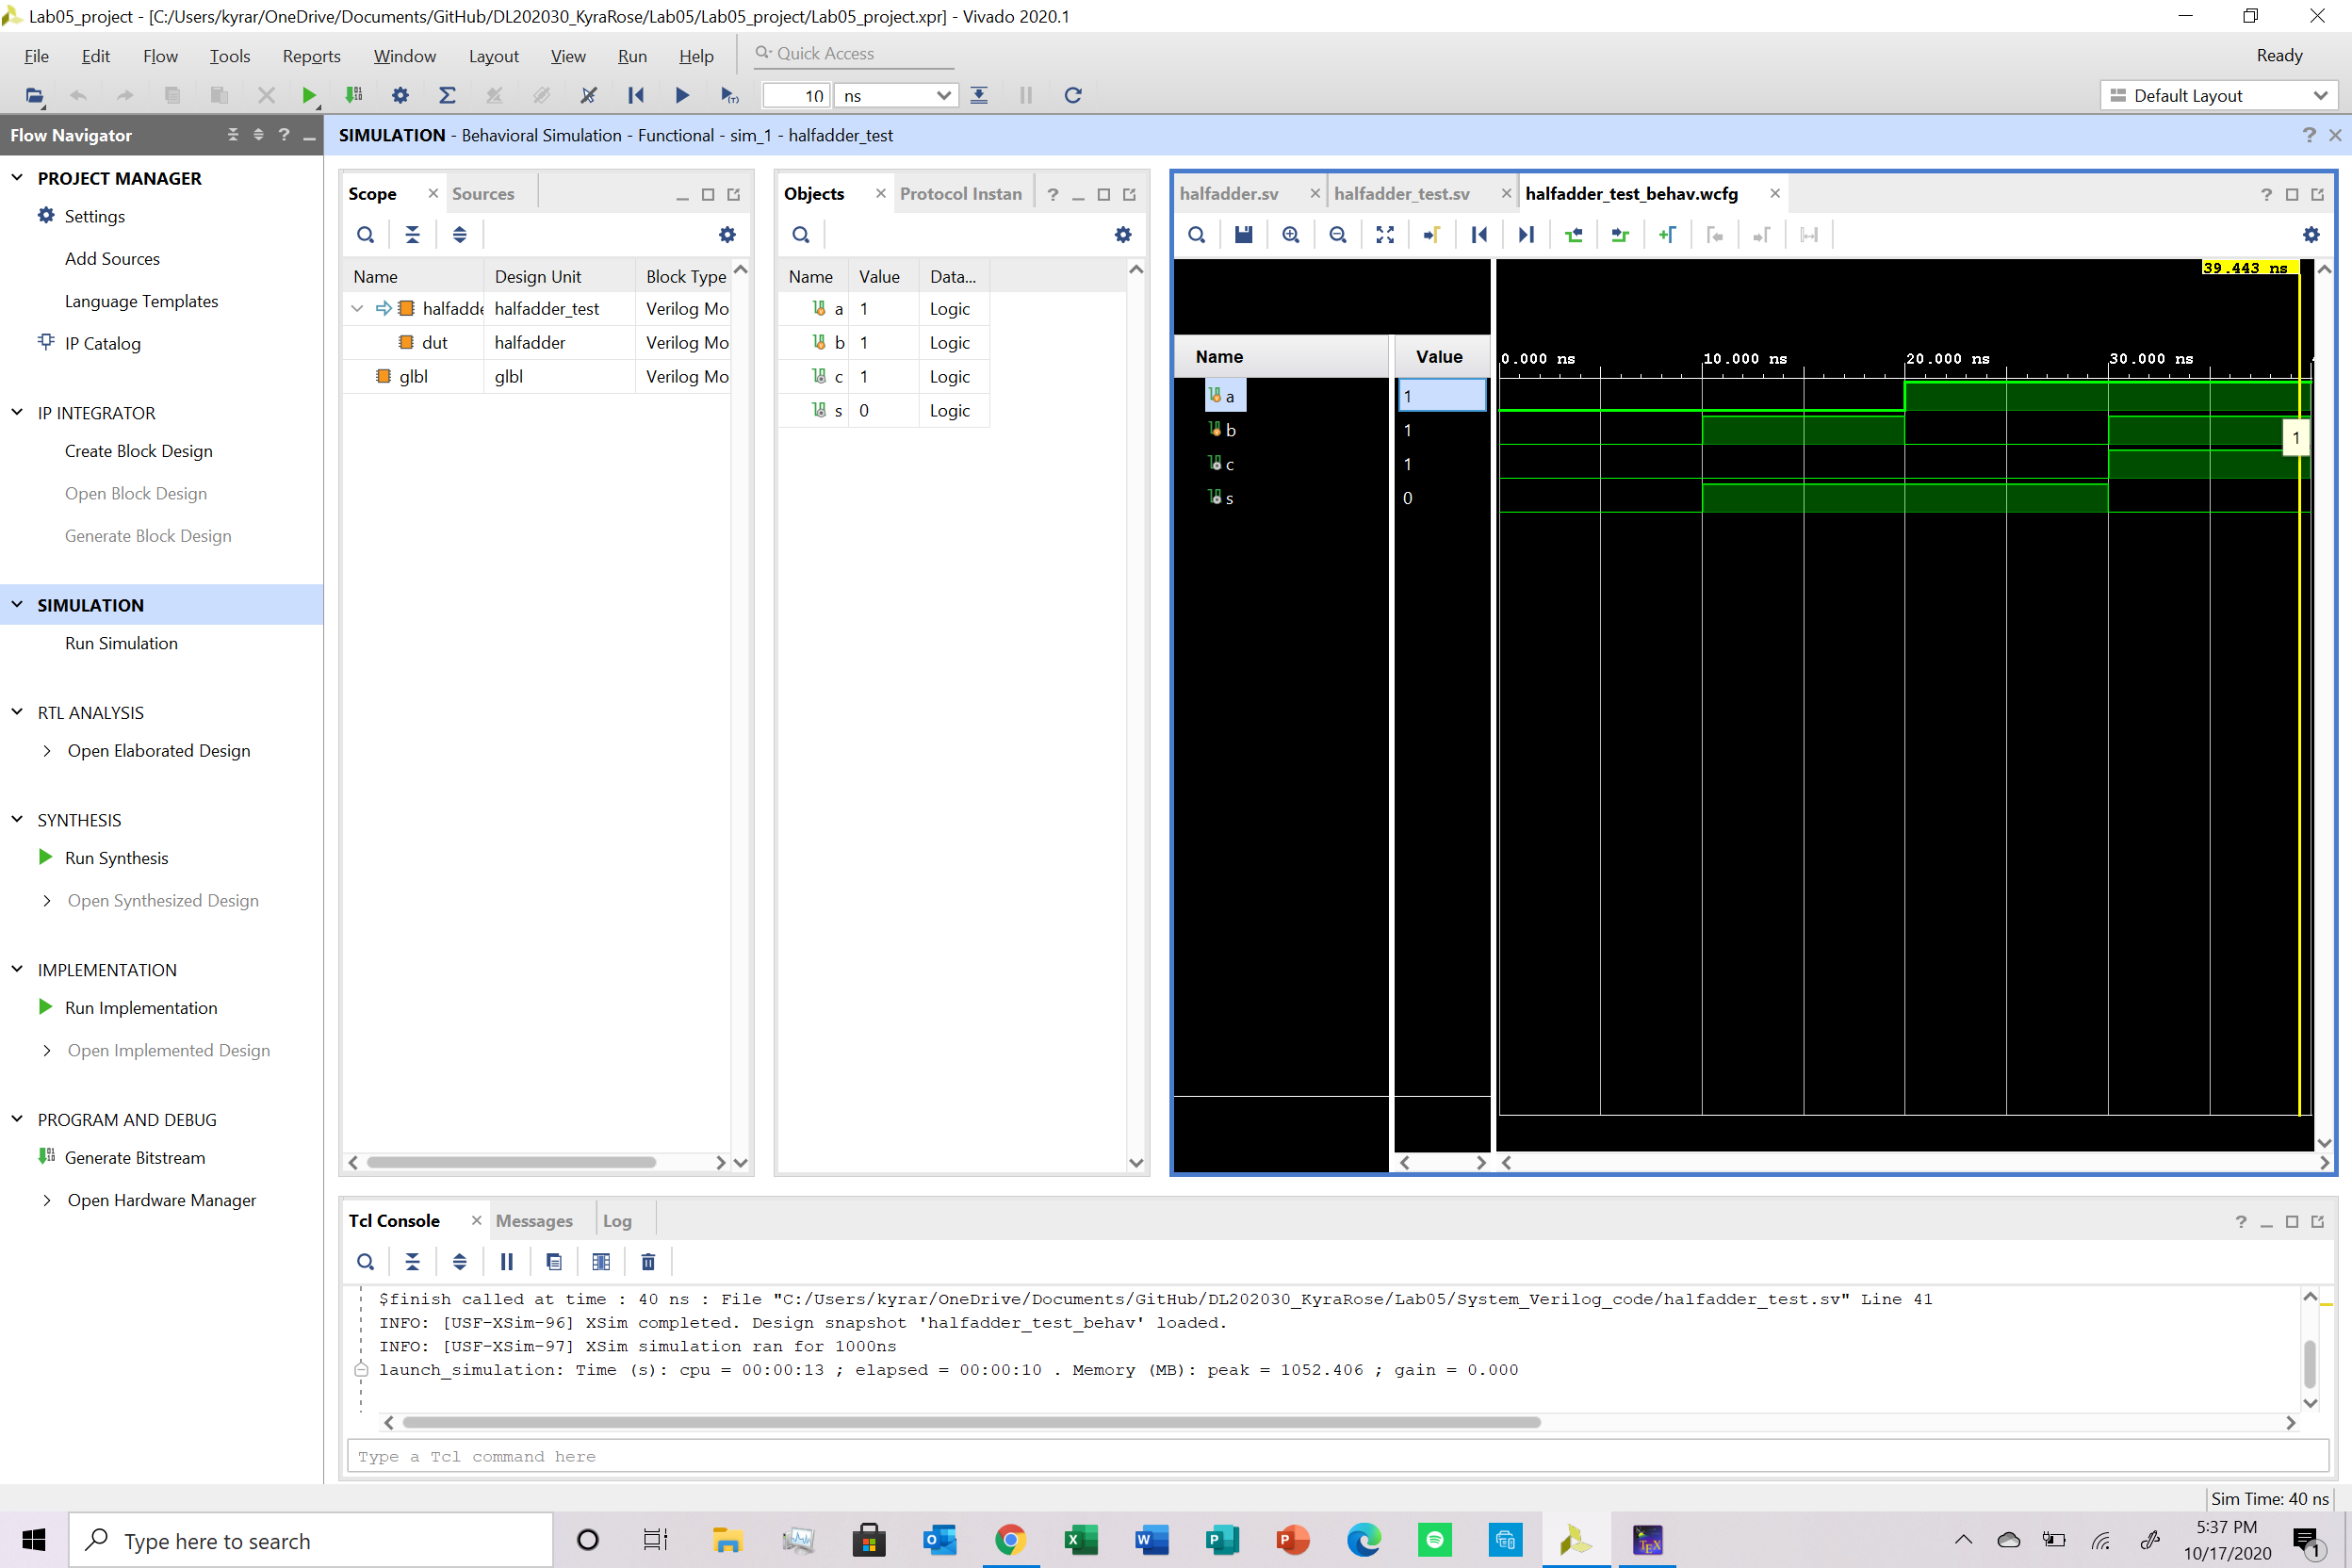 Lab05_project - [C:/Users/kyrar/OneDrive/Documents/GitHub/DL202030_KyraRose/Lab05/Lab05_project/Lab05_project.xpr] - Vivado 2020.1
File Edit Flow Tools Reports Window Layout View Run Help Quick Access Ready
10 ns Default Layout
Flow Navigator
SIMULATION - Behavioral Simulation - Functional - sim_1 - halfadder_test
PROJECT MANAGER
Settings
Add Sources
Language Templates
IP Catalog
IP INTEGRATOR
Create Block Design
Open Block Design
Generate Block Design
SIMULATION
Run Simulation
RTL ANALYSIS
Open Elaborated Design
SYNTHESIS
Run Synthesis
Open Synthesized Design
IMPLEMENTATION
Run Implementation
Open Implemented Design
PROGRAM AND DEBUG
Generate Bitstream
Open Hardware Manager
Scope Sources
Name Design Unit Block Type
halfadde halfadder_test Verilog Mo
dut halfadder Verilog Mo
glbl glbl Verilog Mo
Objects Protocol Instan
Name Value Data...
a 1 Logic
b 1 Logic
c 1 Logic
s 0 Logic
halfadder.sv halfadder_test.sv halfadder_test_behav.wcfg
39.443 ns
Name Value 0.000 ns 10.000 ns 20.000 ns 30.000 ns
a 1
b 1 1
c 1
s 0
Tcl Console Messages Log
$finish called at time : 40 ns : File "C:/Users/kyrar/OneDrive/Documents/GitHub/DL202030_KyraRose/Lab05/System_Verilog_code/halfadder_test.sv" Line 41
INFO: [USF-XSim-96] XSim completed. Design snapshot 'halfadder_test_behav' loaded.
INFO: [USF-XSim-97] XSim simulation ran for 1000ns
launch_simulation: Time (s): cpu = 00:00:13 ; elapsed = 00:00:10 . Memory (MB): peak = 1052.406 ; gain = 0.000
Type a Tcl command here
Sim Time: 40 ns
Type here to search
5:37 PM
10/17/2020
1